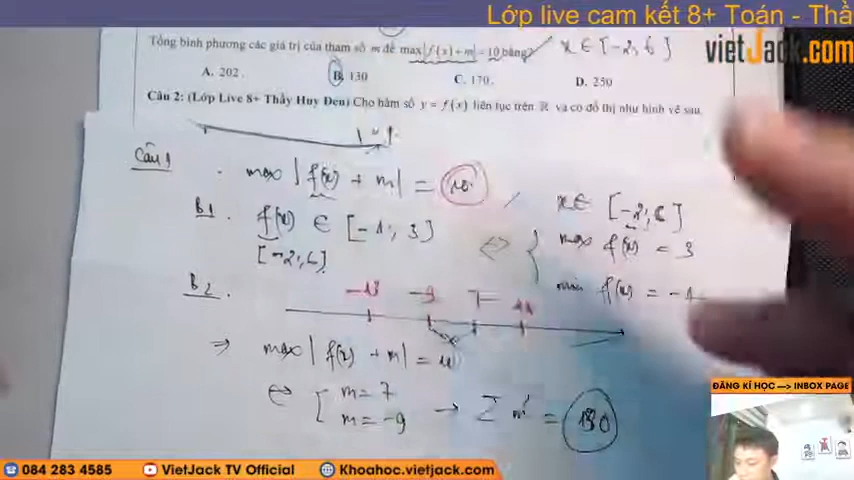 Lớp live cam kết 8+ Toán - Thầ
Tổng bình phương các giá trị của tham số m để max|f(x)+m| = 10 bằng x ∈ [-2; 6]
vietJack.com
A. 202. B. 130 C. 170. D. 250
Câu 2: (Lớp Live 8+ Thầy Huy Đen) Cho hàm số y = f(x) liên tục trên ℝ và có đồ thị như hình vẽ sau
Câu 1 max | f(x) + m | = 10 / x ∈ [-2; 6]
B1. f(x) ∈ [-1; 3] ⇔ { max f(x) = 3
[-2; 6] min f(x) = -1
B2. -13 -9 7 11
⇒ max | f(x) + m | = 10
⇔ [ m = 7
m = -9 → Σ m² = 130
ĐĂNG KÍ HỌC —> INBOX PAGE
084 283 4585 VietJack TV Official Khoahoc.vietjack.com